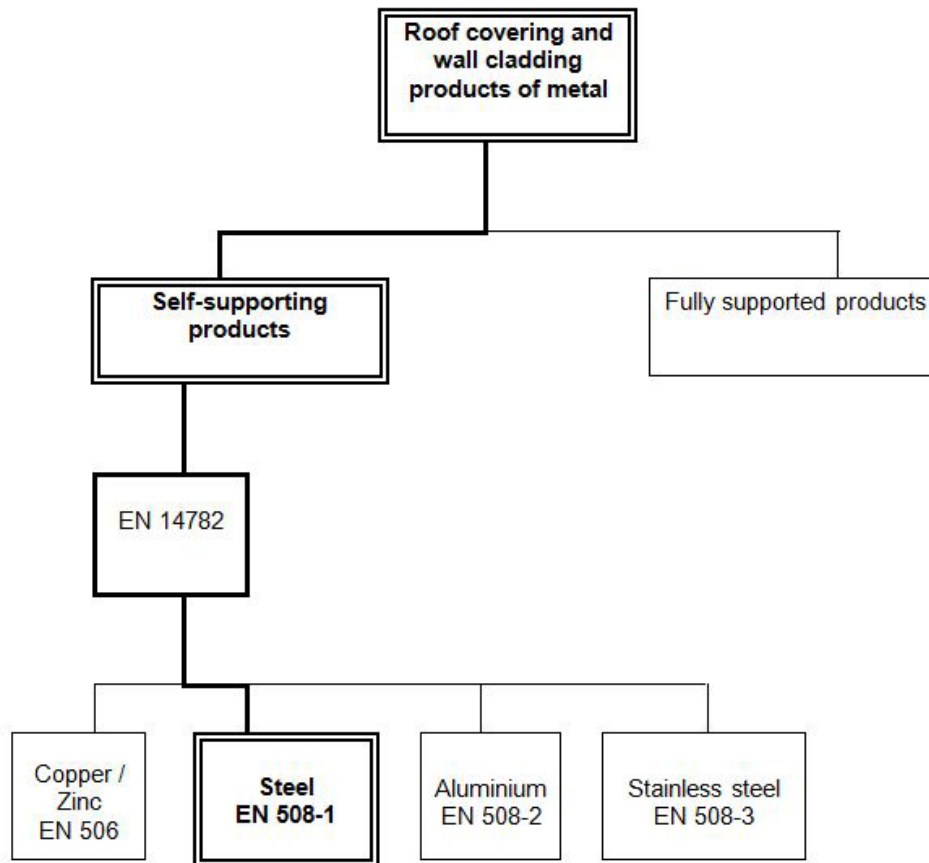 Roof covering and
wall cladding
products of metal
Self-supporting
products
Fully supported products
EN 14782
Copper /
Zinc
EN 506
Steel
EN 508-1
Aluminium
EN 508-2
Stainless steel
EN 508-3